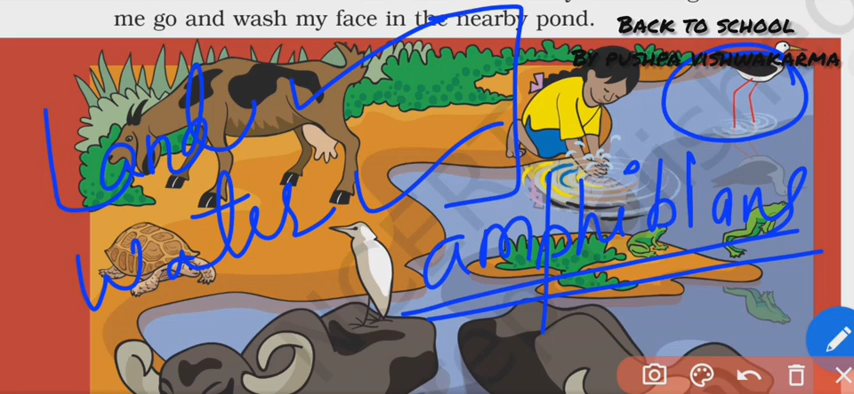 me go and wash my face in the nearby pond.
BACK TO SCHOOL
BY PUSHPA VISHWAKARMA
Land
water
amphibians